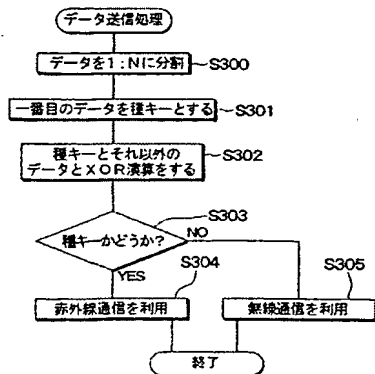 データ送信処理
データを1:Nに分割
S300
一番目のデータを種キーとする
S301
種キーとそれ以外の
データとXOR演算をする
S302
種キーかどうか?
S303
NO
YES
S304
赤外線通信を利用
S305
無線通信を利用
終了